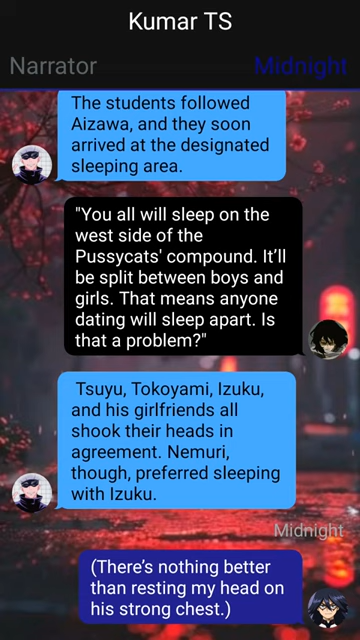 Kumar TS
Narrator
Midnight
The students followed
Aizawa, and they soon
arrived at the designated
sleeping area.
"You all will sleep on the
west side of the
Pussycats' compound. It’ll
be split between boys and
girls. That means anyone
dating will sleep apart. Is
that a problem?"
Tsuyu, Tokoyami, Izuku,
and his girlfriends all
shook their heads in
agreement. Nemuri,
though, preferred sleeping
with Izuku.
Midnight
(There’s nothing better
than resting my head on
his strong chest.)